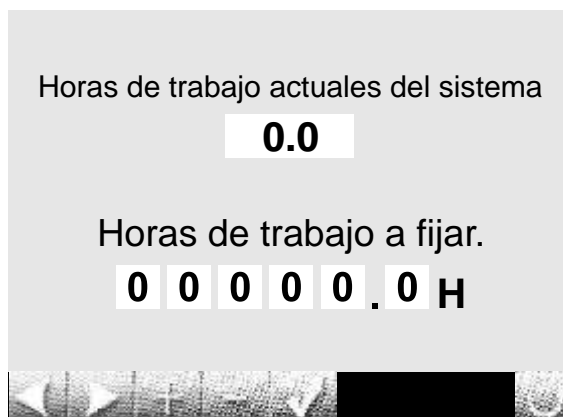 Horas de trabajo actuales del sistema
0.0
Horas de trabajo a fijar.
0 0 0 0 0 . 0 H